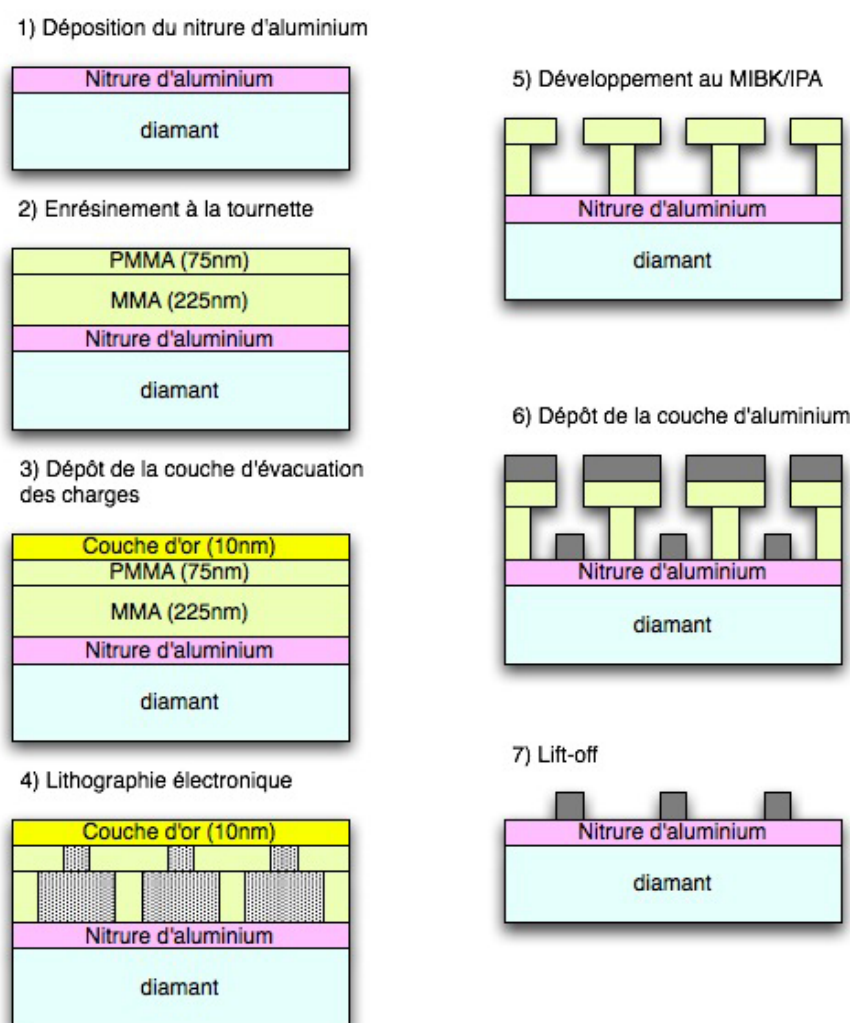 1) Déposition du nitrure d'aluminium
Nitrure d'aluminium
diamant
2) Enrésinement à la tournette
PMMA (75nm)
MMA (225nm)
Nitrure d'aluminium
diamant
3) Dépôt de la couche d'évacuation
des charges
Couche d'or (10nm)
PMMA (75nm)
MMA (225nm)
Nitrure d'aluminium
diamant
4) Lithographie électronique
Couche d'or (10nm)
Nitrure d'aluminium
diamant
5) Développement au MIBK/IPA
Nitrure d'aluminium
diamant
6) Dépôt de la couche d'aluminium
Nitrure d'aluminium
diamant
7) Lift-off
Nitrure d'aluminium
diamant